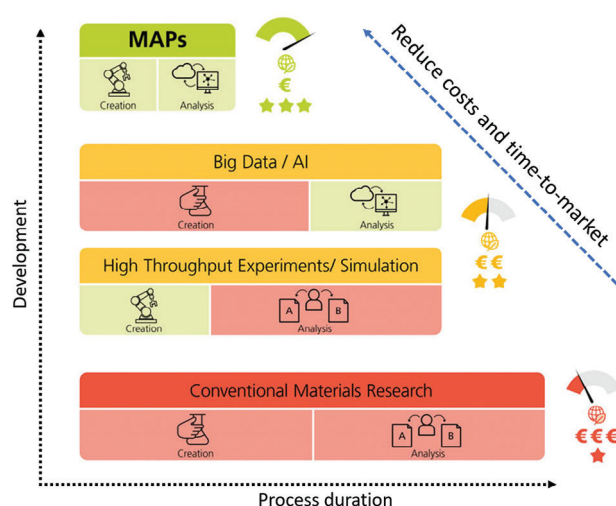 MAPs
Creation
Analysis
€
Reduce costs and time-to-market
Big Data / AI
Creation
Analysis
€€
High Throughput Experiments/ Simulation
Creation
A
B
Analysis
Conventional Materials Research
Creation
A
B
Analysis
€€€
Development
Process duration